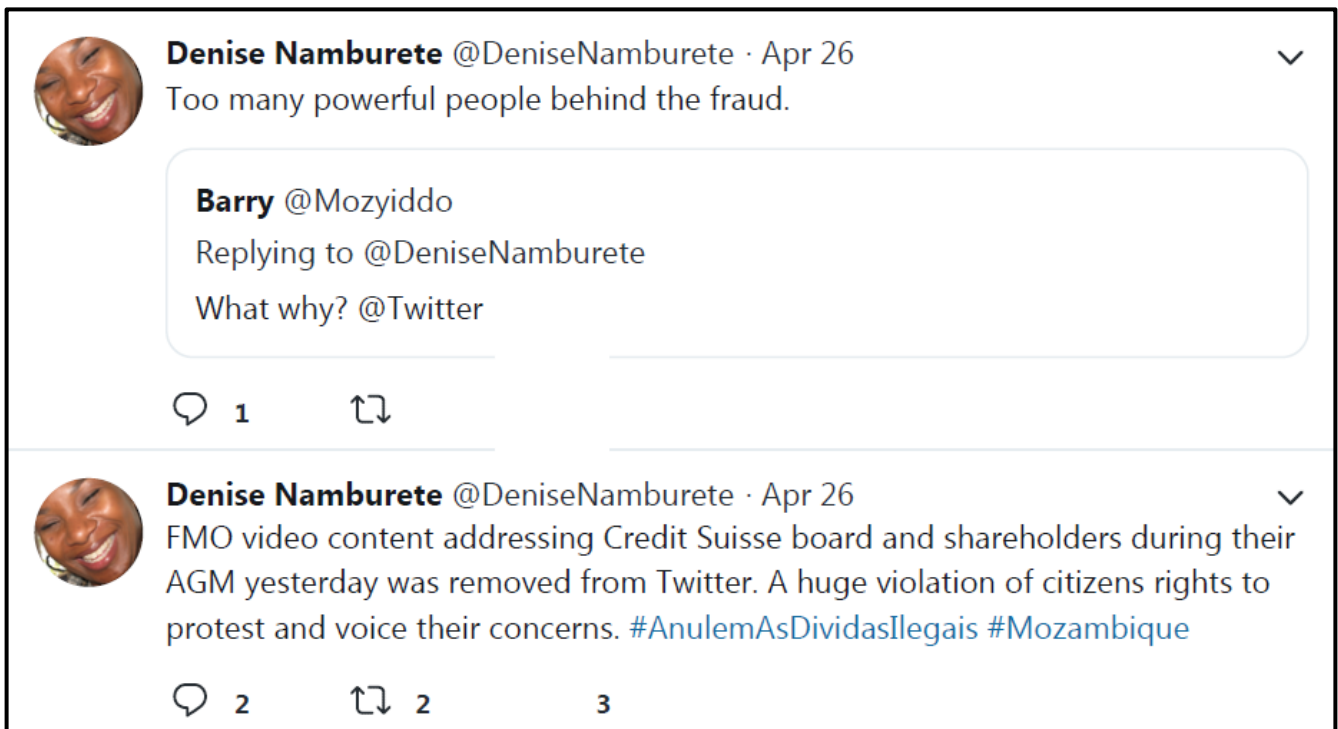 Denise Namburete @DeniseNamburete · Apr 26
Too many powerful people behind the fraud.
Barry @Mozyiddo
Replying to @DeniseNamburete
What why? @Twitter
1
Denise Namburete @DeniseNamburete · Apr 26
FMO video content addressing Credit Suisse board and shareholders during their
AGM yesterday was removed from Twitter. A huge violation of citizens rights to
protest and voice their concerns. #AnulemAsDividasIlegais #Mozambique
2 2 3